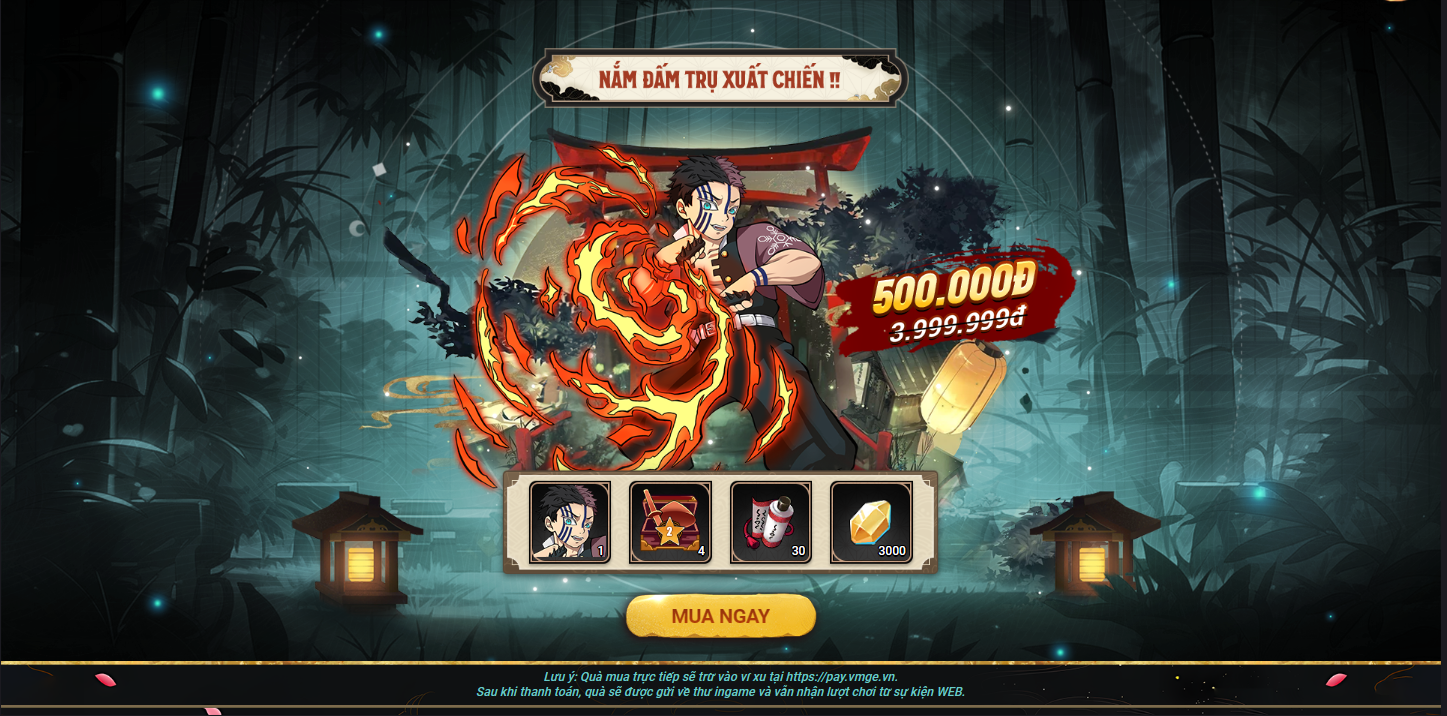 NẮM ĐẤM TRỤ XUẤT CHIẾN !!
500.000Đ
3.999.999đ
1
2
4
30
3000
MUA NGAY
Lưu ý: Quà mua trực tiếp sẽ trừ vào ví xu tại https://pay.vmge.vn.
Sau khi thanh toán, quà sẽ được gửi về thư ingame và vẫn nhận lượt chơi từ sự kiện WEB.